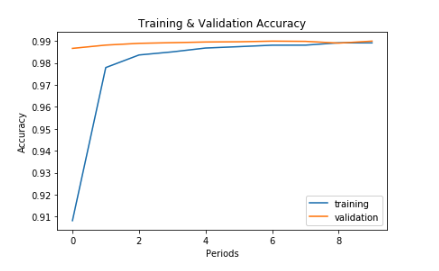 Training & Validation Accuracy
0.99
0.98
0.97
0.96
0.95
0.94
0.93
0.92
0.91
Accuracy
0 2 4 6 8
Periods
training
validation